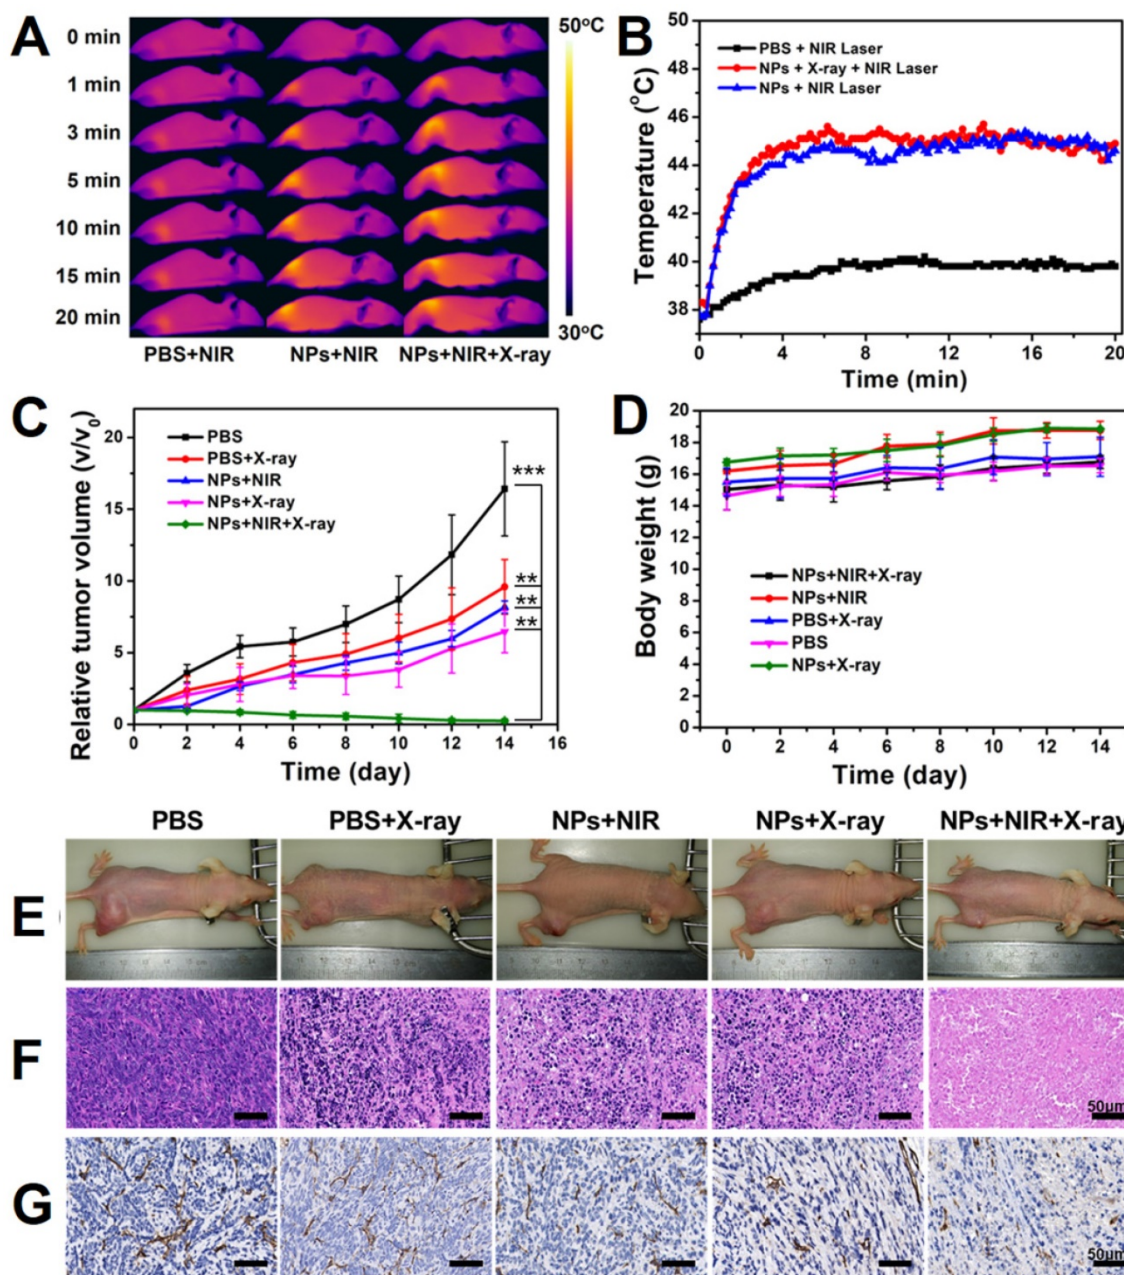 A
0 min
1 min
3 min
5 min
10 min
15 min
20 min
50°C
30°C
PBS+NIR NPs+NIR NPs+NIR+X-ray
B
PBS + NIR Laser
NPs + X-ray + NIR Laser
NPs + NIR Laser
Temperature (°C)
50
48
46
44
42
40
38
0 4 8 12 16 20
Time (min)
C
PBS
PBS+X-ray
NPs+NIR
NPs+X-ray
NPs+NIR+X-ray
***
**
**
**
Relative tumor volume (v/v₀)
20
15
10
5
0
0 2 4 6 8 10 12 14 16
Time (day)
D
Body weight (g)
20
18
16
14
12
10
8
6
4
2
0
NPs+NIR+X-ray
NPs+NIR
PBS+X-ray
PBS
NPs+X-ray
0 2 4 6 8 10 12 14
Time (day)
PBS PBS+X-ray NPs+NIR NPs+X-ray NPs+NIR+X-ray
E
F
50μm
G
50μm